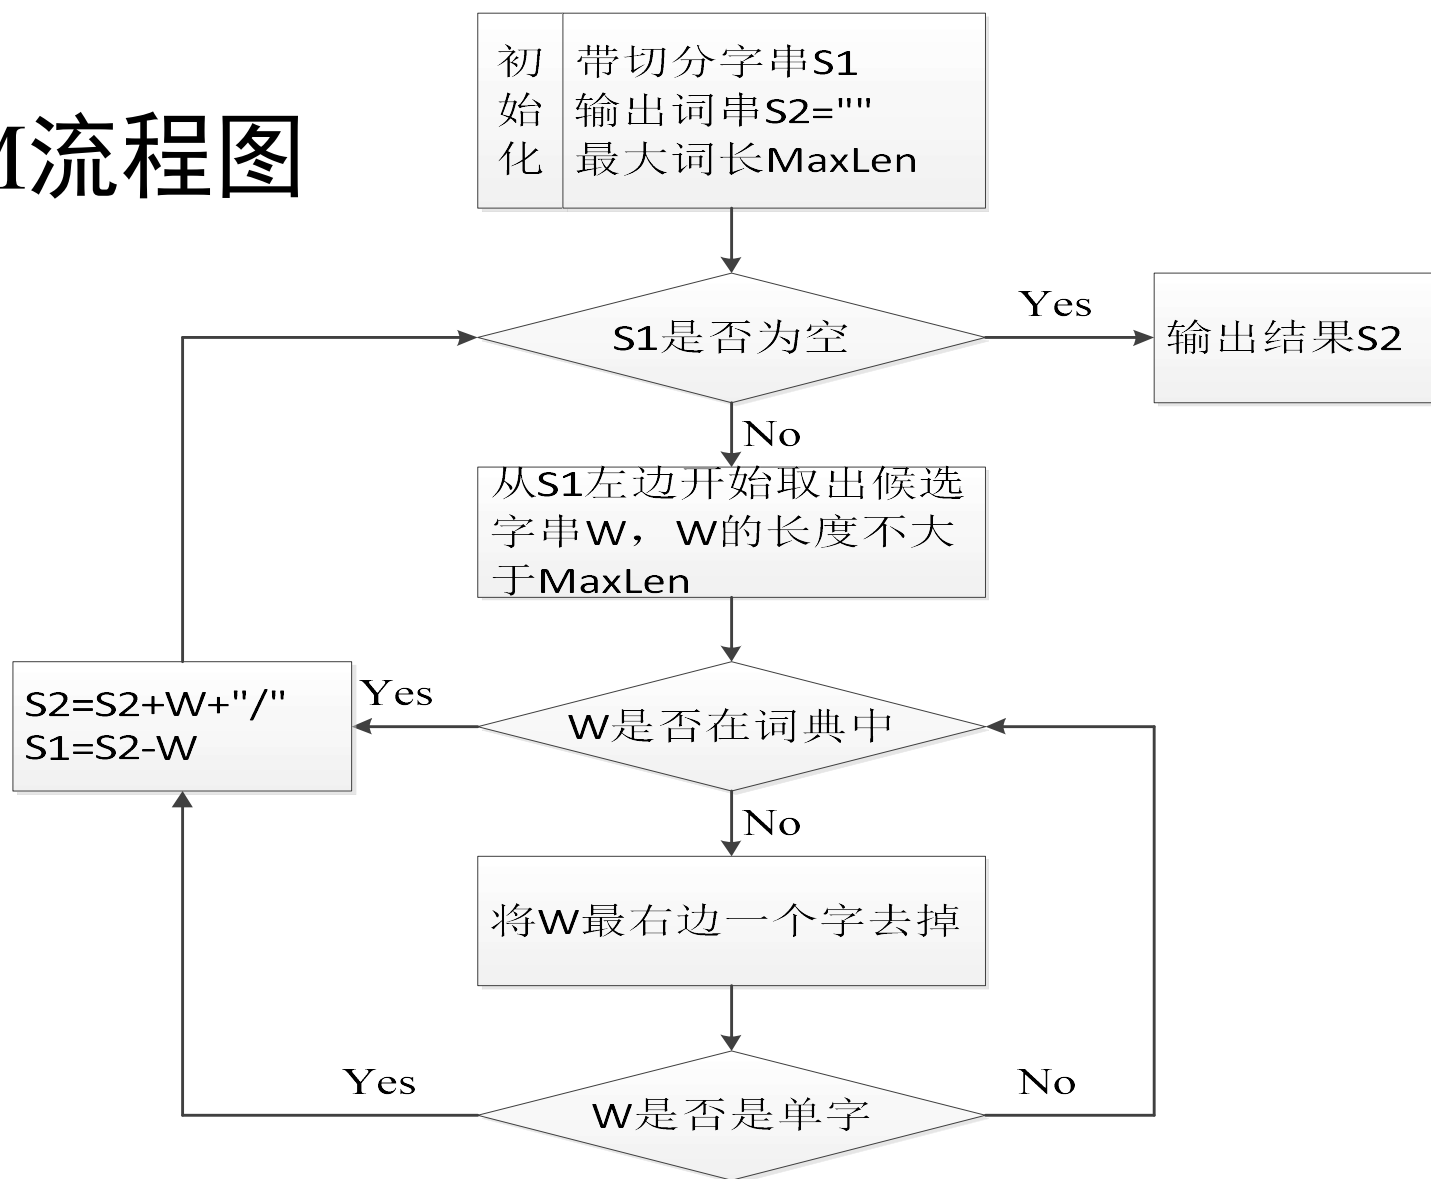 流程图
初始化
带切分字串S1
输出词串S2=""
最大词长MaxLen
S1是否为空
Yes
输出结果S2
No
从S1左边开始取出候选
字串W，W的长度不大
于MaxLen
W是否在词典中
Yes
S2=S2+W+"/"
S1=S2-W
No
将W最右边一个字去掉
W是否是单字
Yes
No